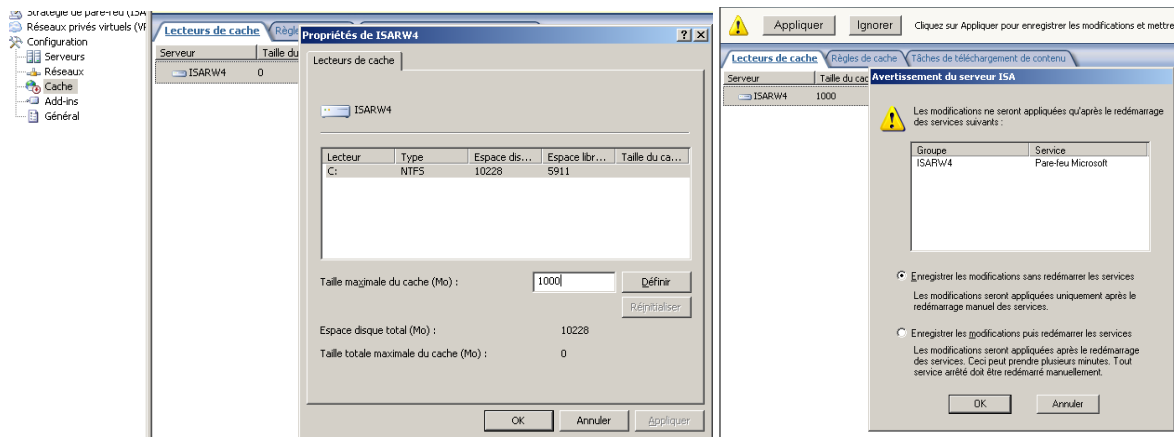 Stratégie de pare-feu (ISA
Réseaux privés virtuels (VF
Configuration
Serveurs
Réseaux
Cache
Add-ins
Général
Lecteurs de cache
Règle
Serveur
Taille du
ISARW4
0
Propriétés de ISARW4
Lecteurs de cache
ISARW4
Lecteur
Type
Espace dis...
Espace libr...
Taille du ca...
C:
NTFS
10228
5911
Taille maximale du cache (Mo) :
1000
Définir
Réinitialiser
Espace disque total (Mo) :
10228
Taille totale maximale du cache (Mo) :
0
OK
Annuler
Appliquer
Appliquer
Ignorer
Cliquez sur Appliquer pour enregistrer les modifications et mettre
Lecteurs de cache
Règles de cache
Tâches de téléchargement de contenu
Serveur
Taille du cac
ISARW4
1000
Avertissement du serveur ISA
Les modifications ne seront appliquées qu'après le redémarrage
des services suivants :
Groupe
Service
ISARW4
Pare-feu Microsoft
Enregistrer les modifications sans redémarrer les services
Les modifications seront appliquées uniquement après le
redémarrage manuel des services.
Enregistrer les modifications puis redémarrer les services
Les modifications seront appliquées après le redémarrage
des services. Ceci peut prendre plusieurs minutes. Tout
service arrêté doit être redémarré manuellement.
OK
Annuler